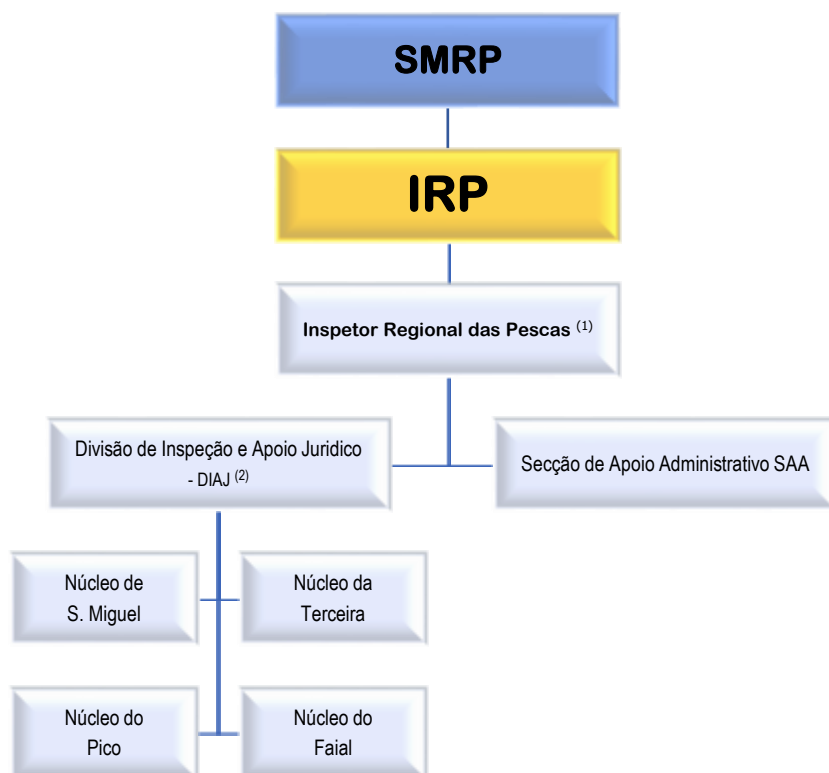 SMRP
IRP
Inspetor Regional das Pescas (1)
Divisão de Inspeção e Apoio Juridico
- DIAJ (2)
Secção de Apoio Administrativo SAA
Núcleo de
S. Miguel
Núcleo da
Terceira
Núcleo do
Pico
Núcleo do
Faial